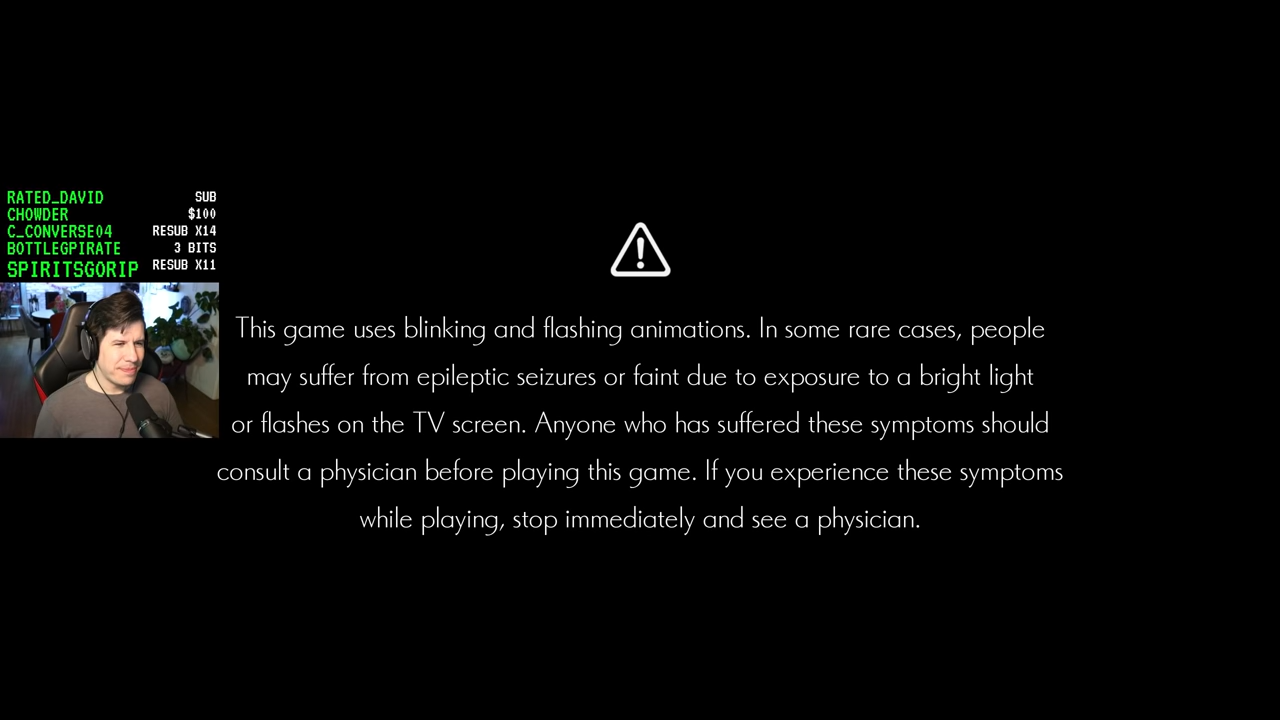 RATED_DAVID SUB
CHOWDER $100
C_CONVERSE04 RESUB X14
BOTTLEGPIRATE 3 BITS
SPIRITSGORIP RESUB X11
This game uses blinking and flashing animations. In some rare cases, people
may suffer from epileptic seizures or faint due to exposure to a bright light
or flashes on the TV screen. Anyone who has suffered these symptoms should
consult a physician before playing this game. If you experience these symptoms
while playing, stop immediately and see a physician.